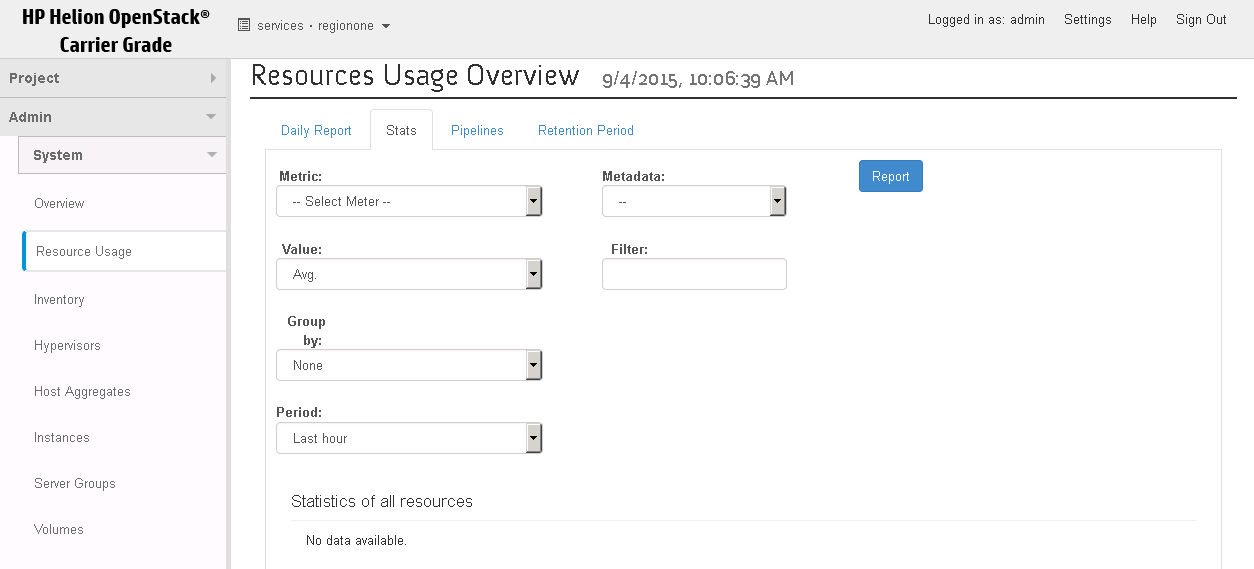 HP Helion OpenStack®
Carrier Grade
services · regionone
Logged in as: admin Settings Help Sign Out
Project
Admin
System
Overview
Resource Usage
Inventory
Hypervisors
Host Aggregates
Instances
Server Groups
Volumes
Resources Usage Overview 9/4/2015, 10:06:39 AM
Daily Report Stats Pipelines Retention Period
Metric: Metadata:
-- Select Meter -- -- Report
Value: Filter:
Avg.
Group
by:
None
Period:
Last hour
Statistics of all resources
No data available.